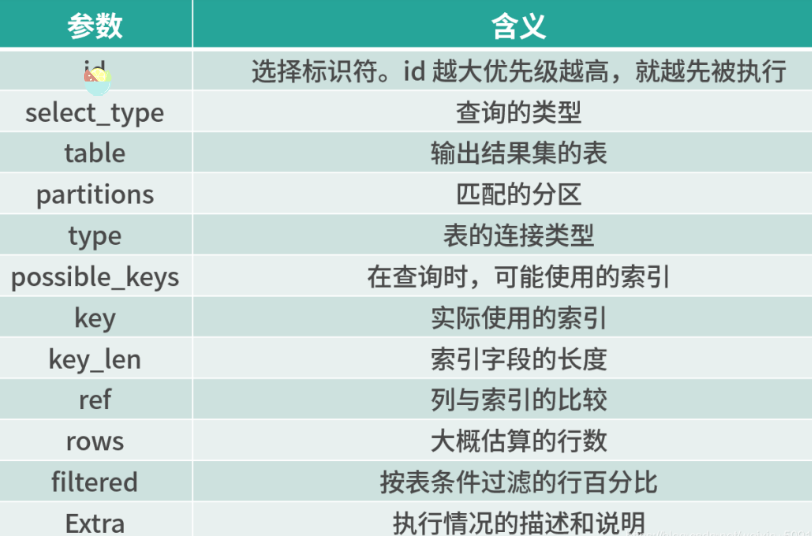 参数 含义
id 选择标识符。id 越大优先级越高，就越先被执行
select_type 查询的类型
table 输出结果集的表
partitions 匹配的分区
type 表的连接类型
possible_keys 在查询时，可能使用的索引
key 实际使用的索引
key_len 索引字段的长度
ref 列与索引的比较
rows 大概估算的行数
filtered 按表条件过滤的行百分比
Extra 执行情况的描述和说明